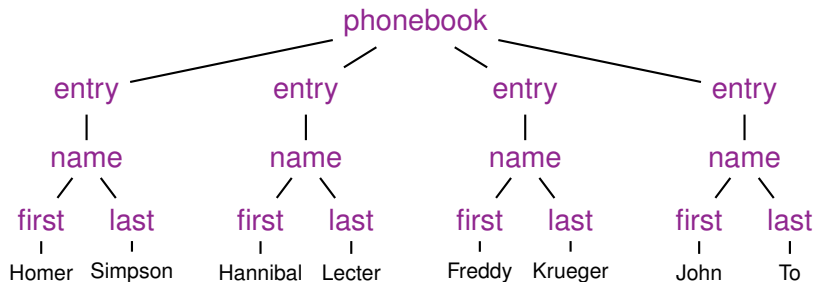 phonebook
entry entry entry entry
name name name name
first last first last first last first last
Homer Simpson Hannibal Lecter Freddy Krueger John To